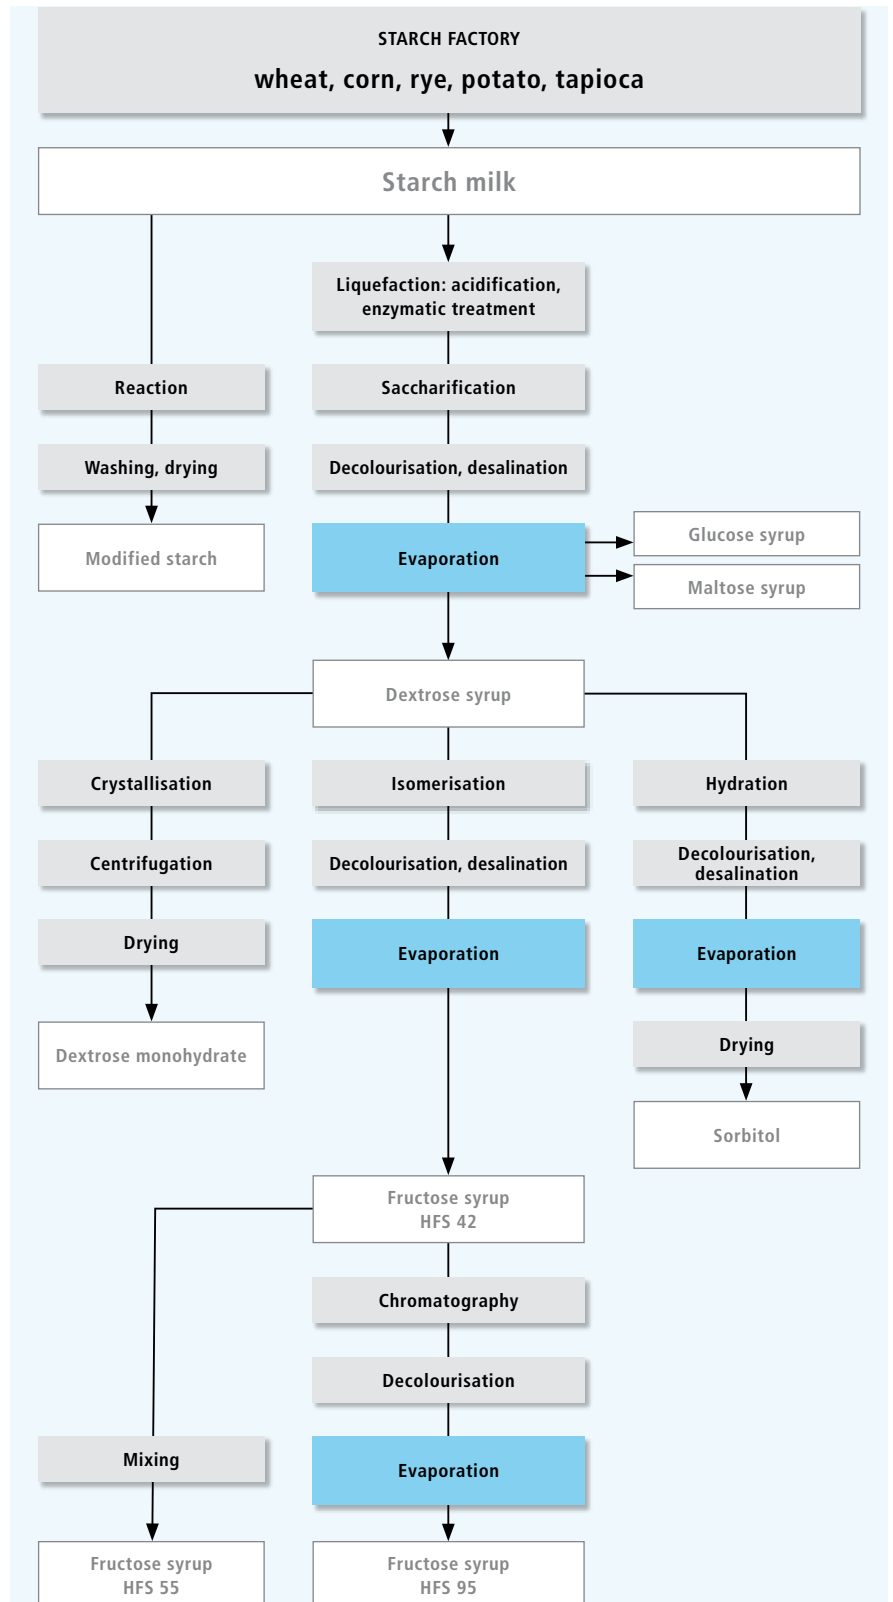 STARCH FACTORY
wheat, corn, rye, potato, tapioca
Starch milk
Liquefaction: acidification,
enzymatic treatment
Reaction
Saccharification
Washing, drying
Decolourisation, desalination
Modified starch
Evaporation
Glucose syrup
Maltose syrup
Dextrose syrup
Crystallisation
Isomerisation
Hydration
Centrifugation
Decolourisation, desalination
Decolourisation,
desalination
Drying
Evaporation
Evaporation
Dextrose monohydrate
Drying
Sorbitol
Fructose syrup
HFS 42
Chromatography
Decolourisation
Mixing
Evaporation
Fructose syrup
HFS 55
Fructose syrup
HFS 95